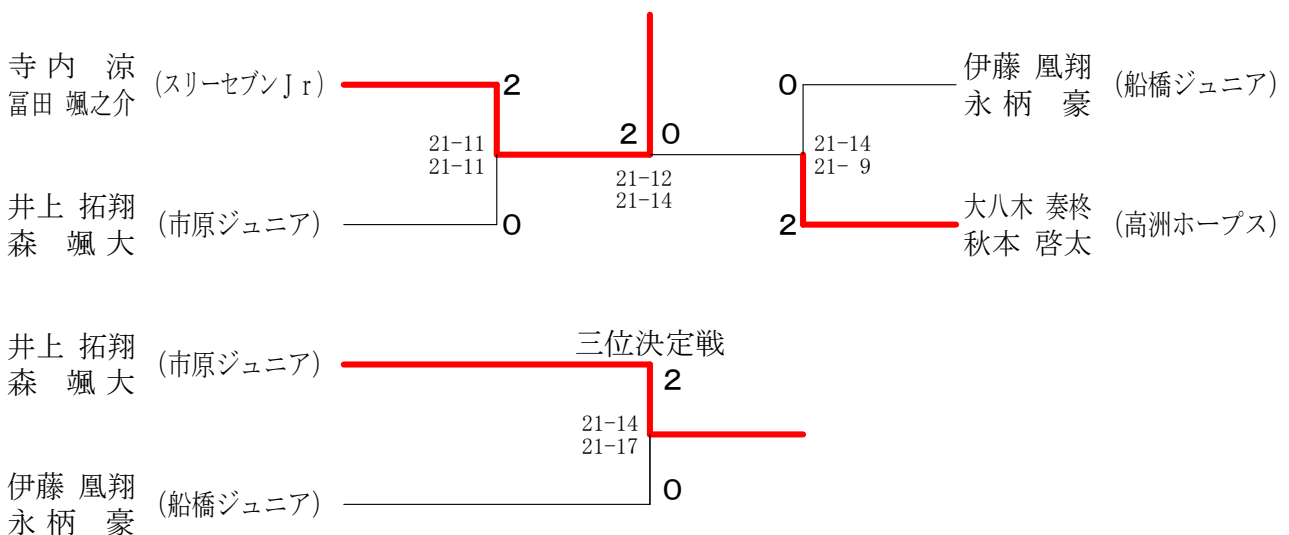 寺内 涼
冨田 颯之介
(スリーセブンJr)
2
21-11
21-11
井上 拓翔
森 颯大
(市原ジュニア)
0
2 0
21-12
21-14
0
伊藤 凰翔
永柄 豪
(船橋ジュニア)
21-14
21- 9
2
大八木 奏柊
秋本 啓太
(高洲ホープス)
三位決定戦
井上 拓翔
森 颯大
(市原ジュニア)
2
21-14
21-17
伊藤 凰翔
永柄 豪
(船橋ジュニア)
0